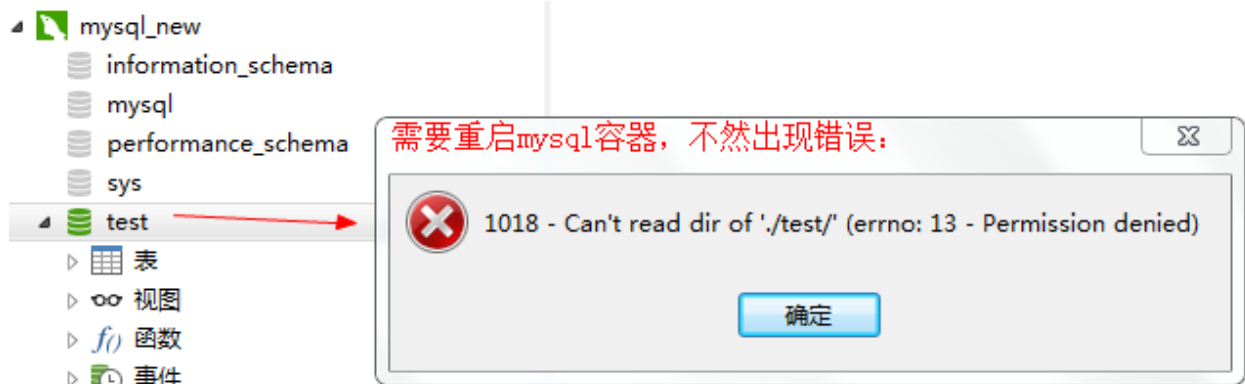 mysql_new
information_schema
mysql
performance_schema
sys
test
表
视图
f() 函数
事件
需要重启mysql容器，不然出现错误：
1018 - Can't read dir of './test/' (errno: 13 - Permission denied)
确定